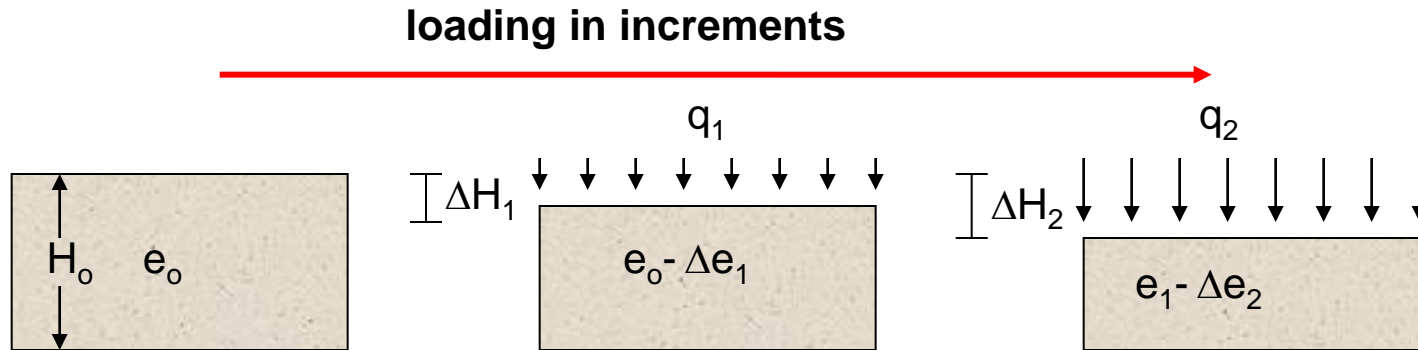 loading in increments
q₁ q₂
ΔH₁ ΔH₂
Hₒ eₒ eₒ- Δe₁ e₁- Δe₂